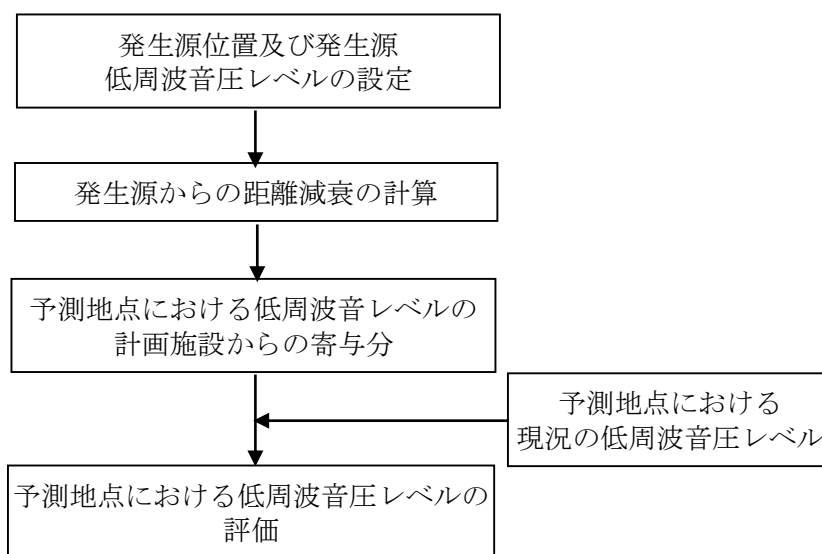 発生源位置及び発生源
低周波音圧レベルの設定
発生源からの距離減衰の計算
予測地点における低周波音レベルの
計画施設からの寄与分
予測地点における
現況の低周波音圧レベル
予測地点における低周波音圧レベルの
評価